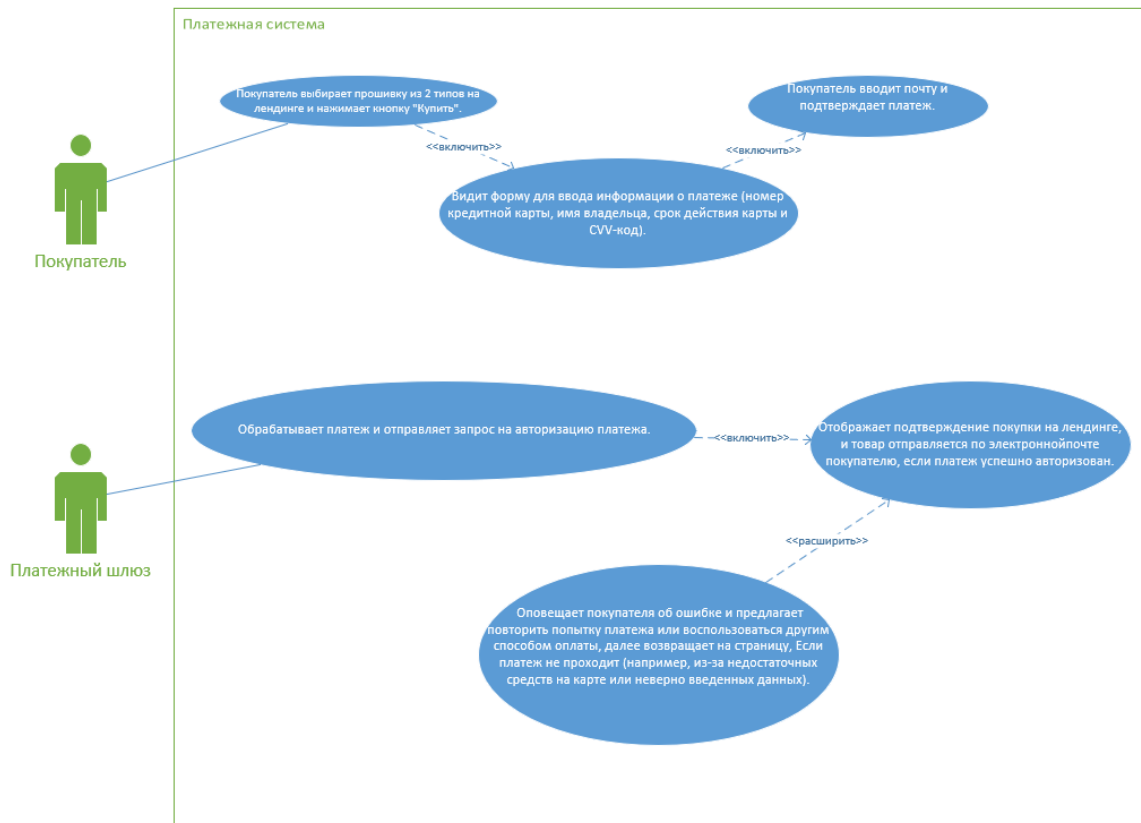 Платежная система
Покупатель выбирает прошивку из 2 типов на
лендинге и нажимает кнопку "Купить".
Покупатель вводит почту и
подтверждает платеж.
<<включить>>
<<включить>>
Видит форму для ввода информации о платеже (номер
кредитной карты, имя владельца, срок действия карты и
CVV-код).
Покупатель
Обрабатывает платеж и отправляет запрос на авторизацию платежа.
<<включить>>
Отображает подтверждение покупки на лендинге,
и товар отправляется по электроннойпочте
покупателю, если платеж успешно авторизован.
Платежный шлюз
<<расширить>>
Оповещает покупателя об ошибке и предлагает
повторить попытку платежа или воспользоваться другим
способом оплаты, далее возвращает на страницу, Если
платеж не проходит (например, из-за недостаточных
средств на карте или неверно введенных данных).